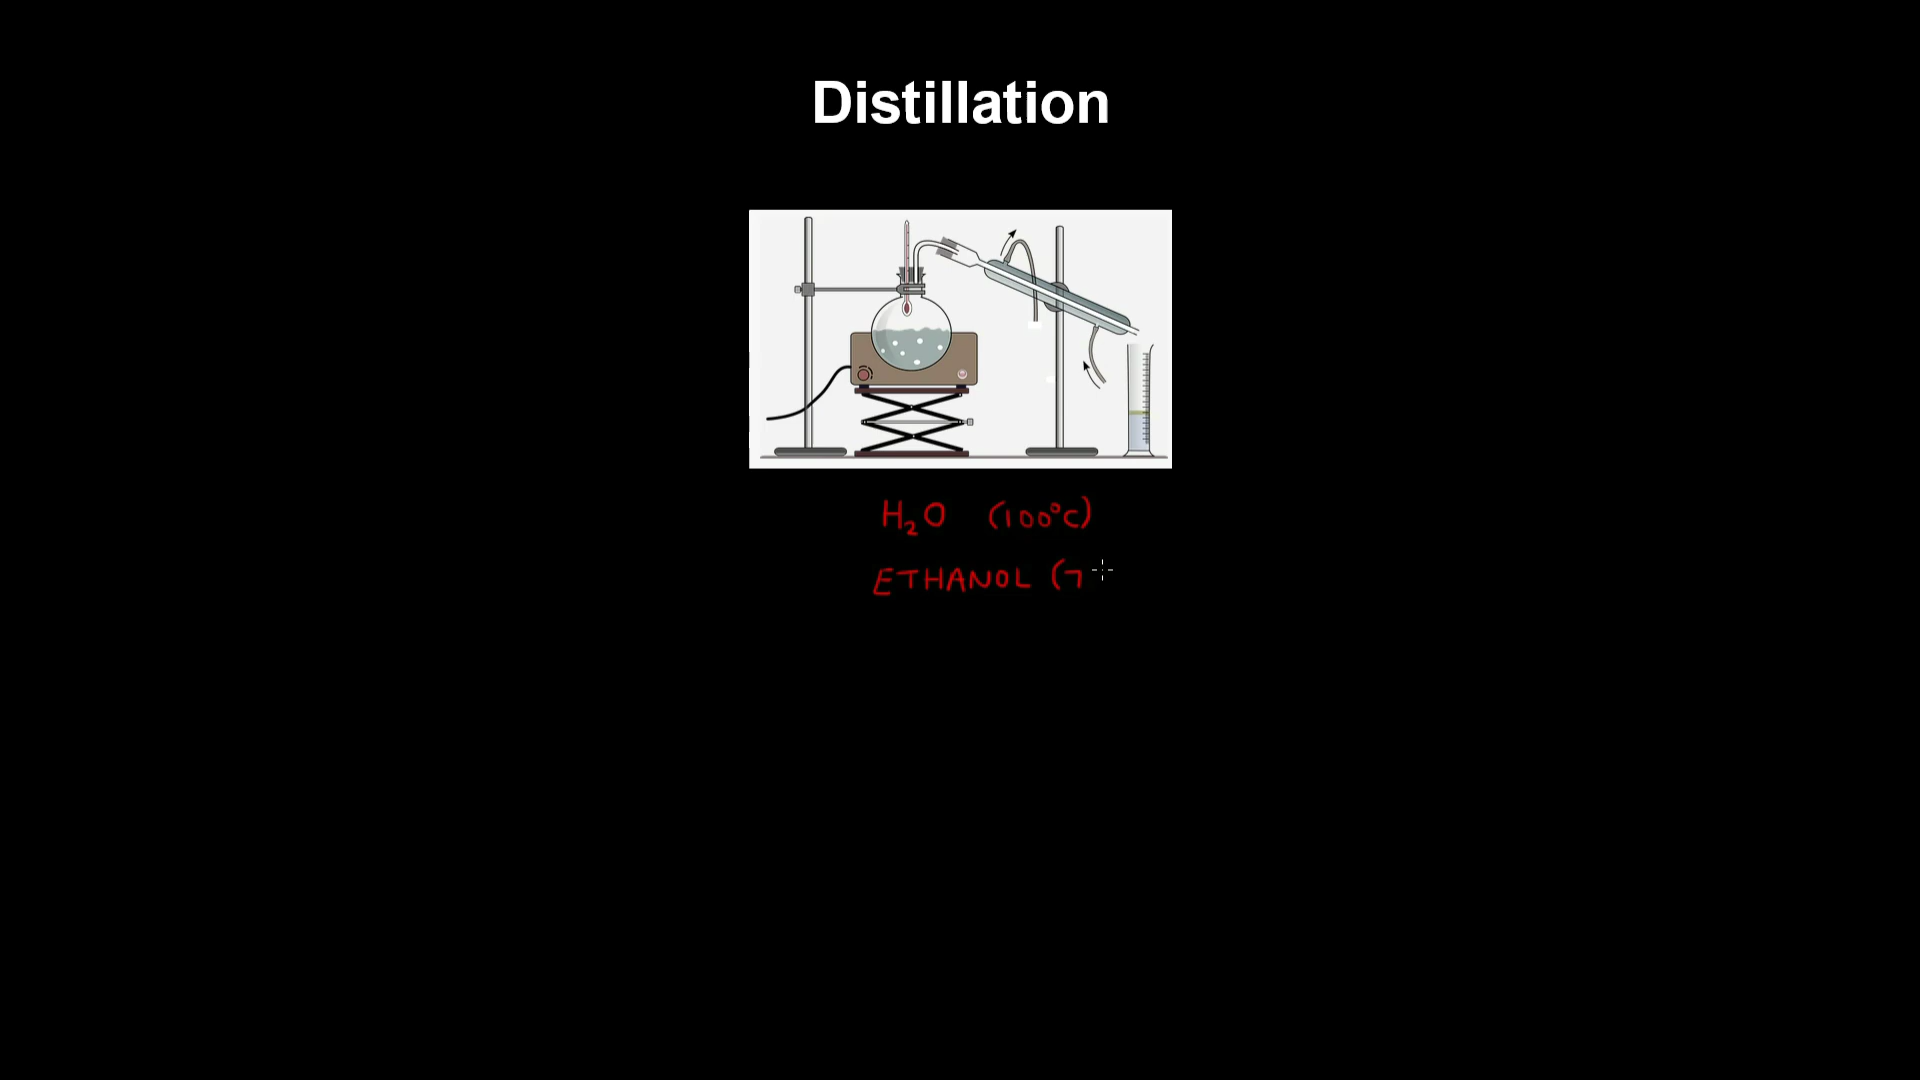 Distillation
H₂O (100°C)
ETHANOL (7